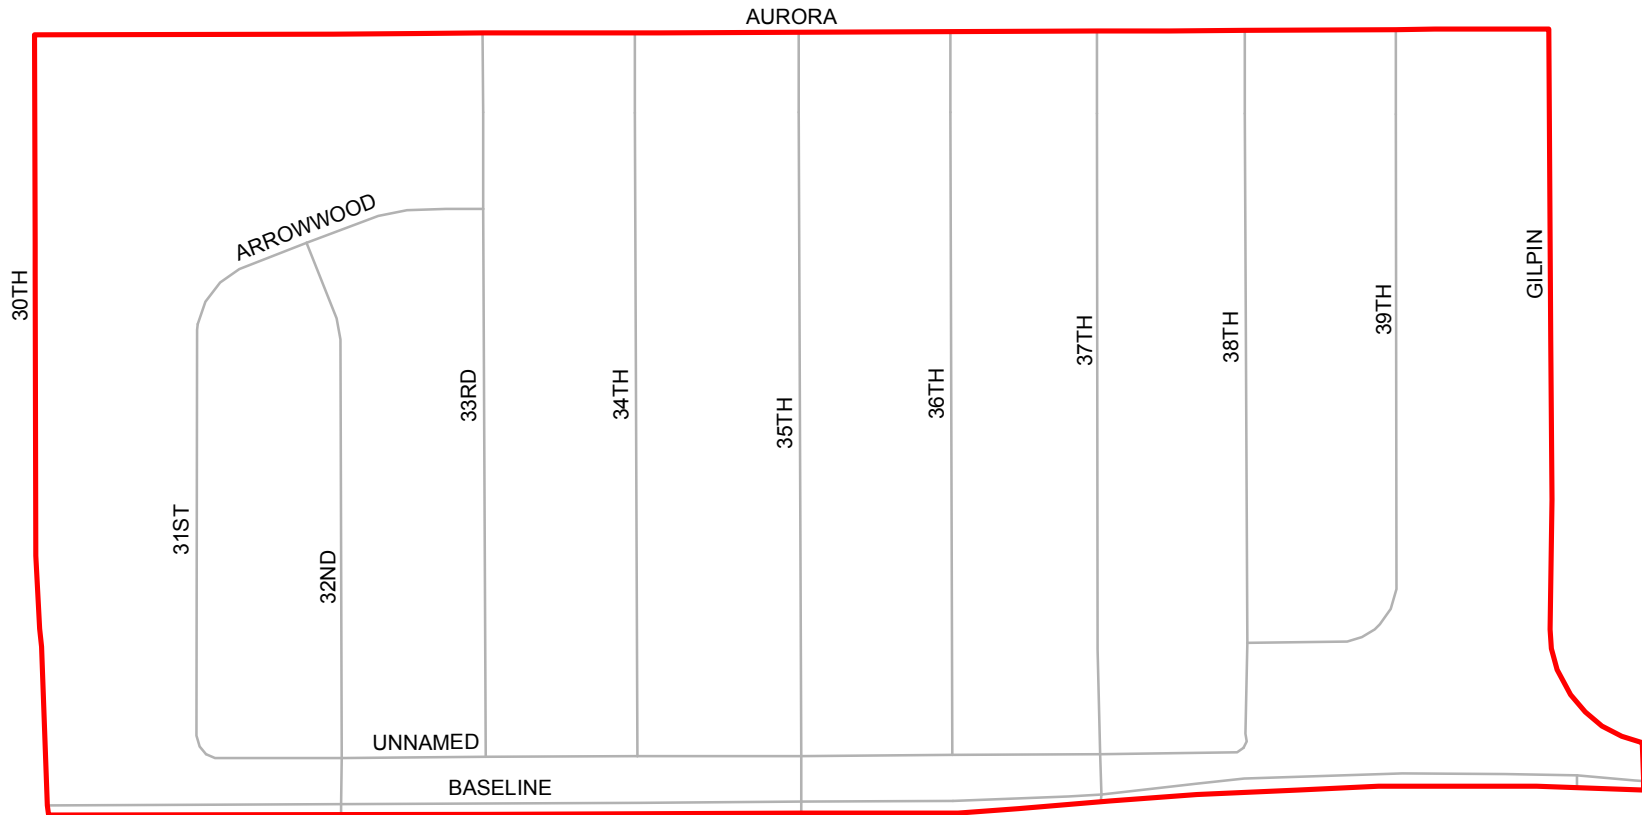 AURORA
ARROWWOOD
30TH
GILPIN
39TH
38TH
37TH
36TH
35TH
34TH
33RD
31ST
32ND
UNNAMED
BASELINE